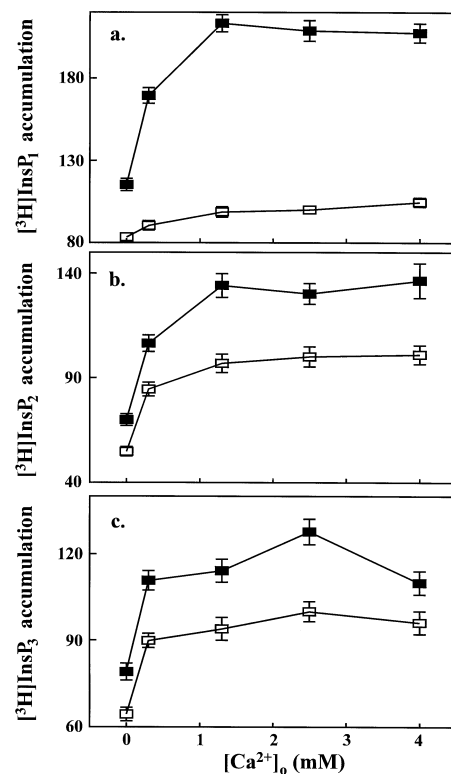 a.
[³H]InsP₁ accumulation
180
130
80
b.
[³H]InsP₂ accumulation
140
90
40
c.
[³H]InsP₃ accumulation
120
90
60
0 1 2 3 4
[Ca²⁺]ₒ (mM)